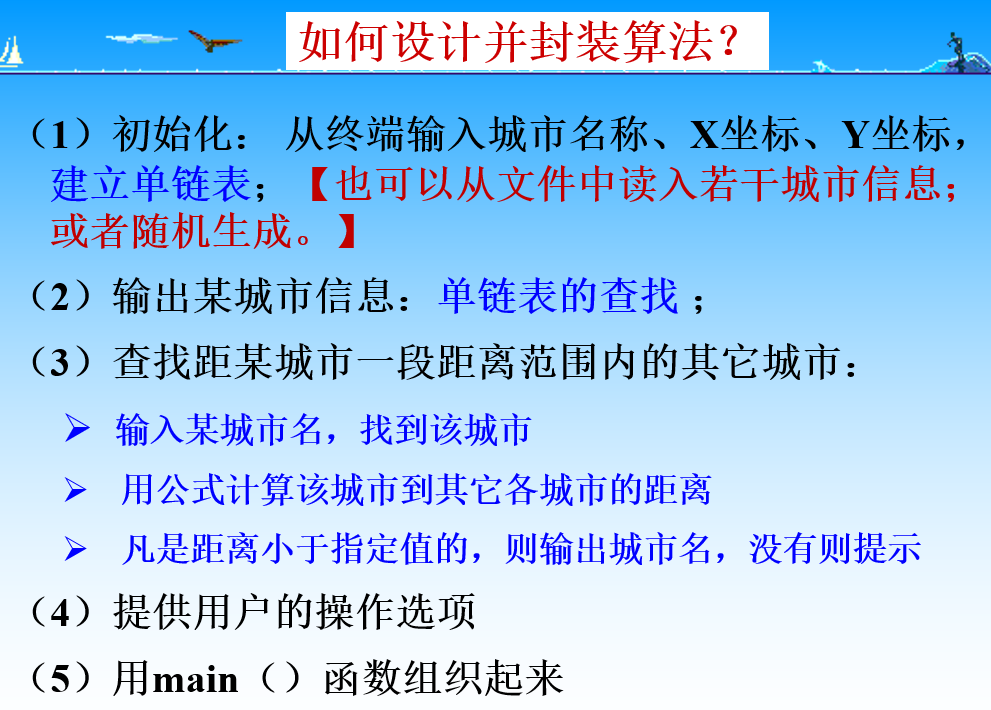 如何设计并封装算法？
（1）初始化： 从终端输入城市名称、X坐标、Y坐标，
建立单链表；【也可以从文件中读入若干城市信息；
或者随机生成。】
（2）输出某城市信息：单链表的查找 ；
（3）查找距某城市一段距离范围内的其它城市：
➢ 输入某城市名，找到该城市
➢ 用公式计算该城市到其它各城市的距离
➢ 凡是距离小于指定值的，则输出城市名，没有则提示
（4）提供用户的操作选项
（5）用main（）函数组织起来